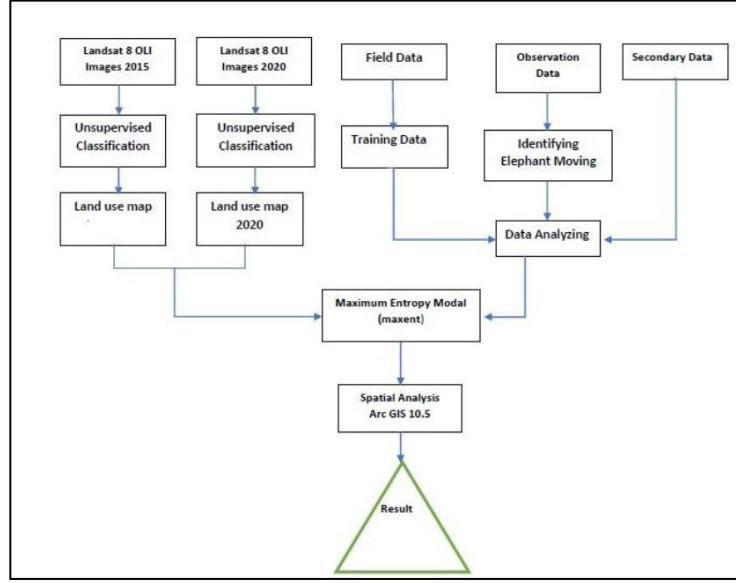 Landsat 8 OLI
Images 2015
Landsat 8 OLI
Images 2020
Field Data
Observation
Data
Secondary Data
Unsupervised
Classification
Unsupervised
Classification
Training Data
Identifying
Elephant Moving
Land use map
Land use map
2020
Data Analyzing
Maximum Entropy Modal
(maxent)
Spatial Analysis
Arc GIS 10.5
Result